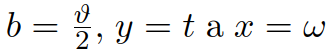 b = ϑ/2, y = t a x = ω